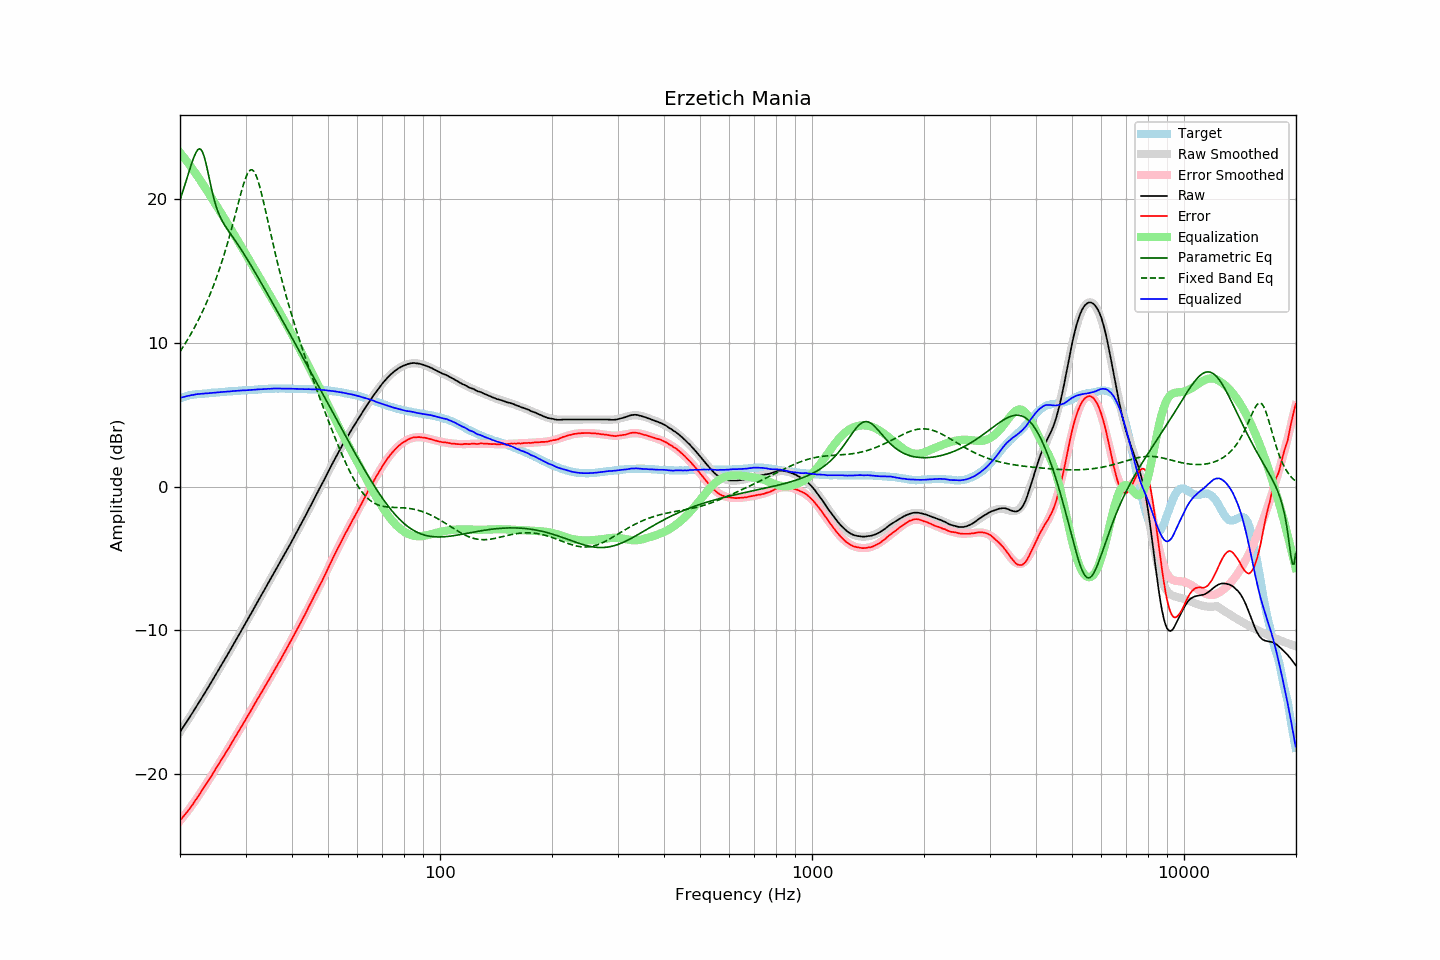 Erzetich Mania
Target
Raw Smoothed
Error Smoothed
Raw
Error
Equalization
Parametric Eq
Fixed Band Eq
Equalized
20
10
0
−10
−20
Amplitude (dBr)
100
1000
10000
Frequency (Hz)